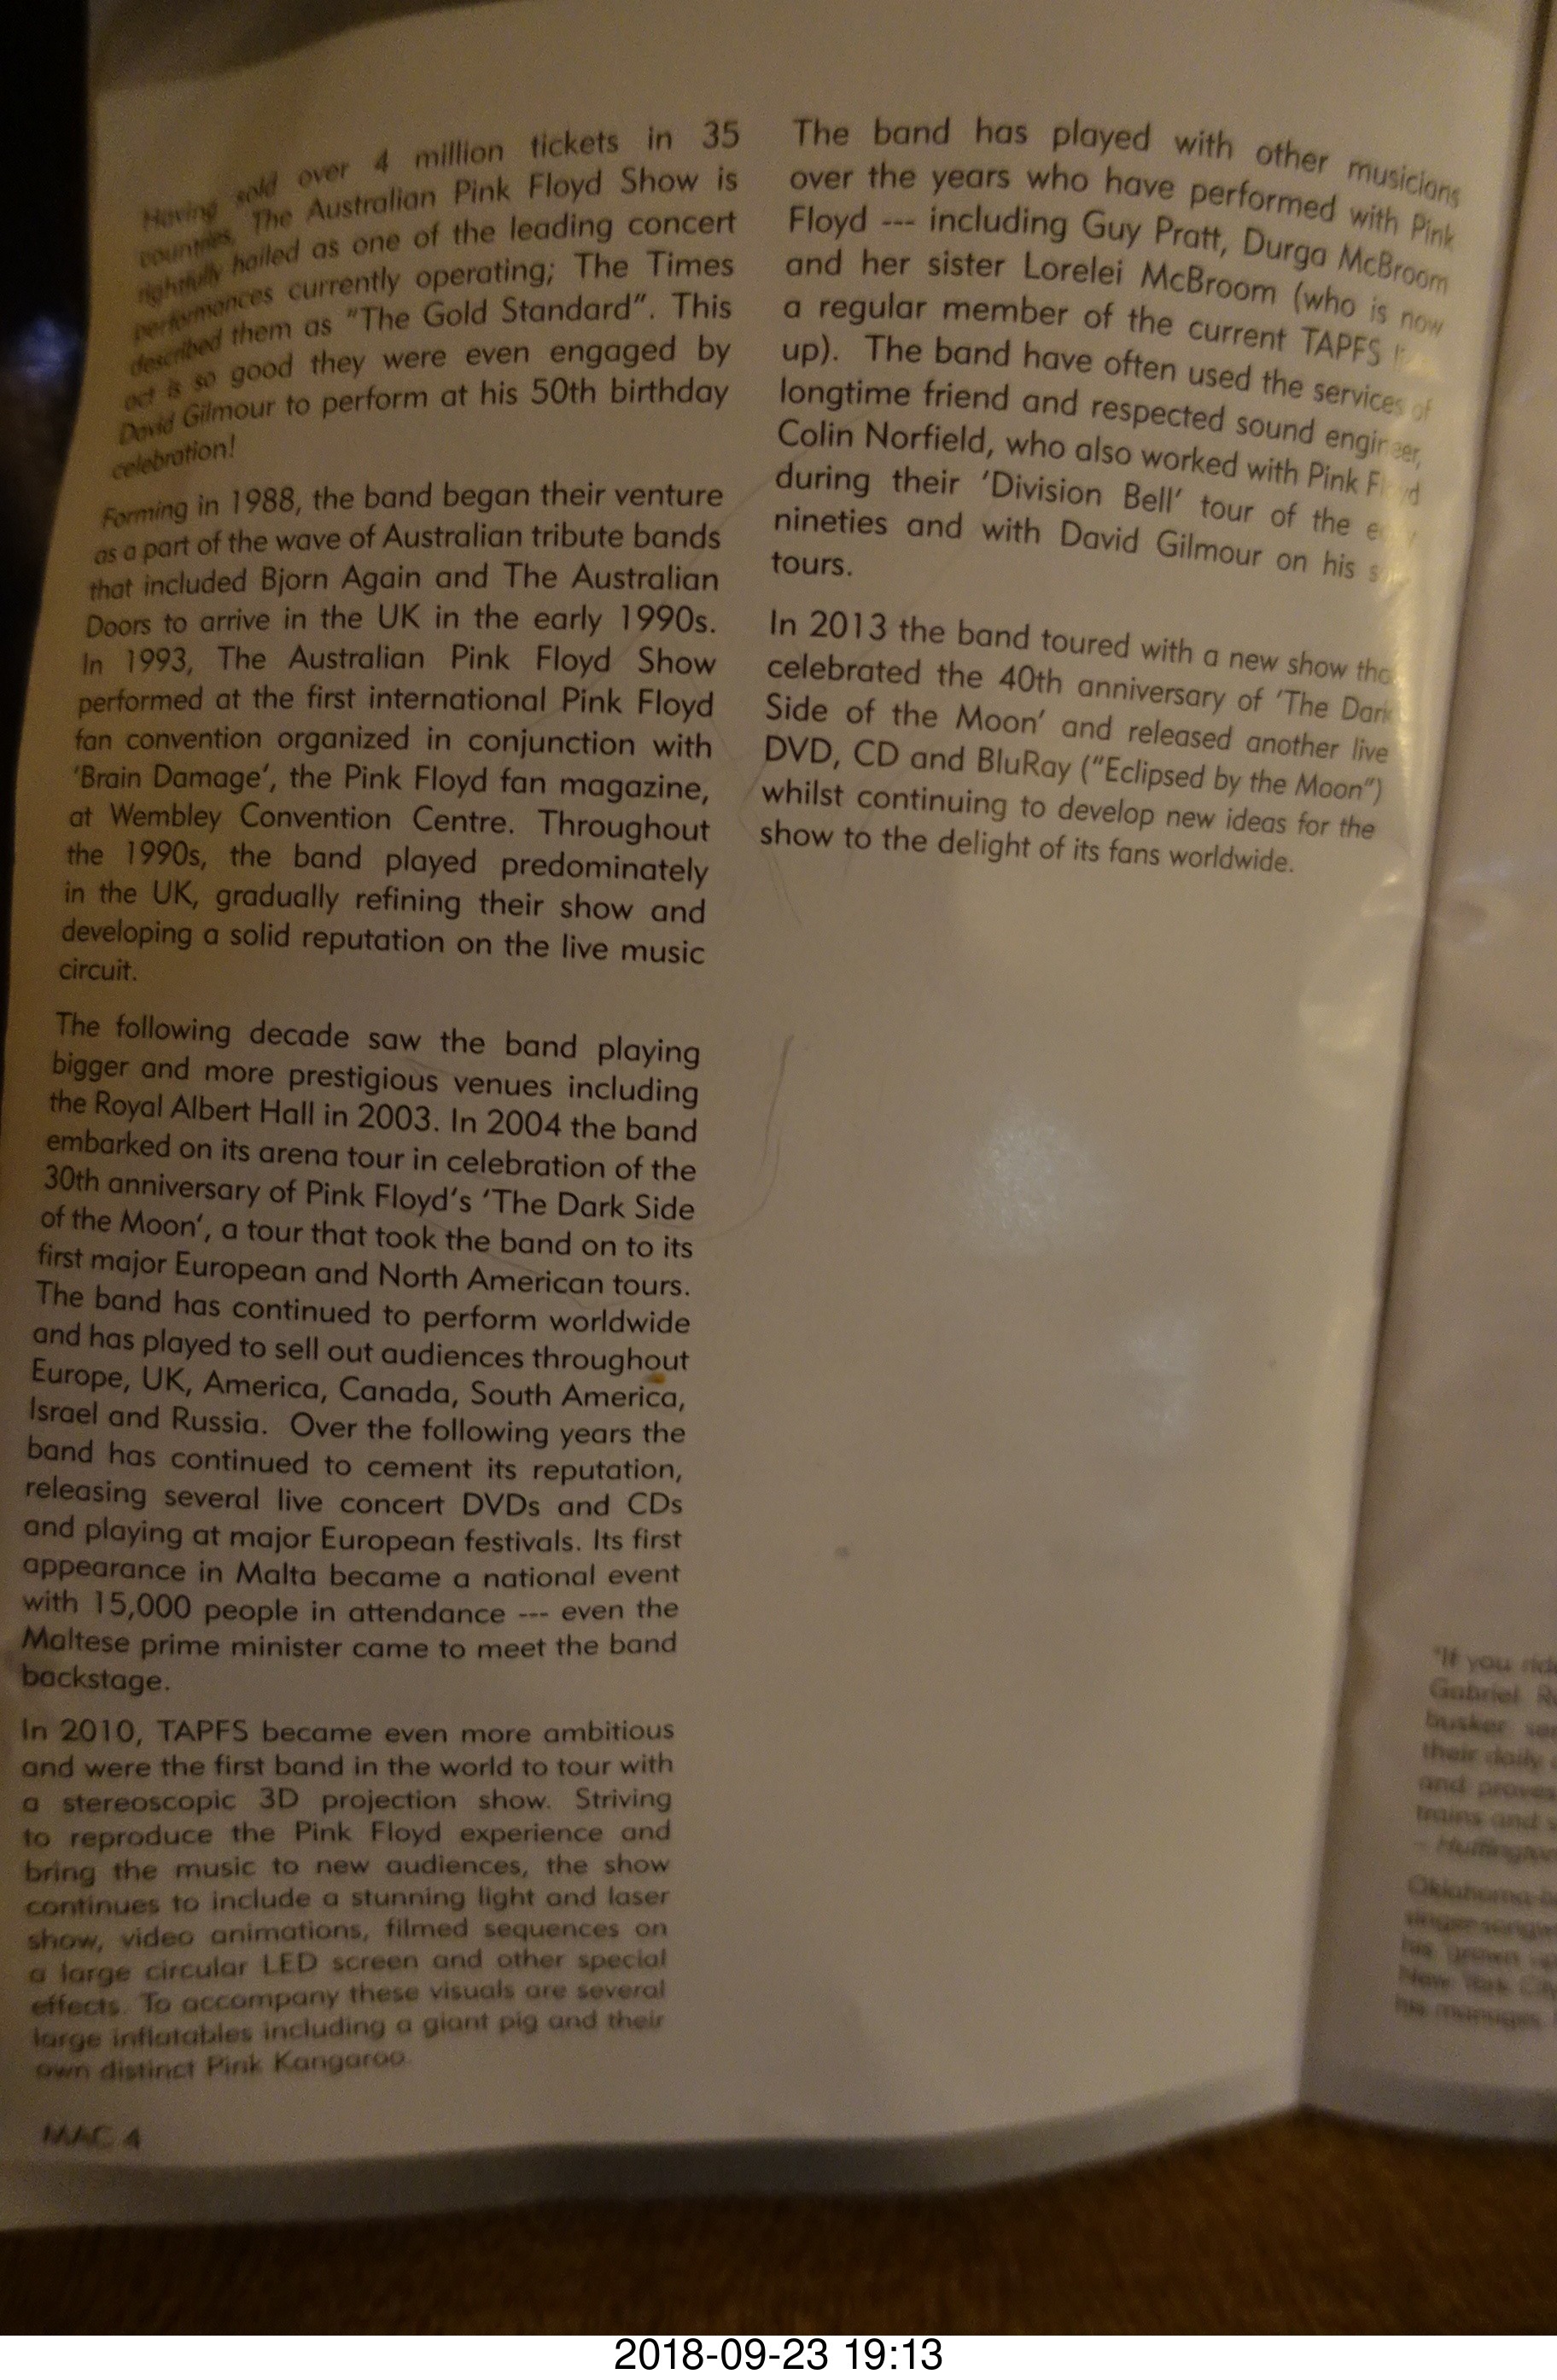 Having sold over 4 million tickets in 35
countries, The Australian Pink Floyd Show is
rightfully hailed as one of the leading concert
performances currently operating; The Times
described them as "The Gold Standard". This
act is so good they were even engaged by
David Gilmour to perform at his 50th birthday
celebration!
Forming in 1988, the band began their venture
as a part of the wave of Australian tribute bands
that included Bjorn Again and The Australian
Doors to arrive in the UK in the early 1990s.
In 1993, The Australian Pink Floyd Show
performed at the first international Pink Floyd
fan convention organized in conjunction with
'Brain Damage', the Pink Floyd fan magazine,
at Wembley Convention Centre. Throughout
the 1990s, the band played predominately
in the UK, gradually refining their show and
developing a solid reputation on the live music
circuit.
The following decade saw the band playing
bigger and more prestigious venues including
the Royal Albert Hall in 2003. In 2004 the band
embarked on its arena tour in celebration of the
30th anniversary of Pink Floyd's 'The Dark Side
of the Moon', a tour that took the band on to its
first major European and North American tours.
The band has continued to perform worldwide
and has played to sell out audiences throughout
Europe, UK, America, Canada, South America,
Israel and Russia. Over the following years the
band has continued to cement its reputation,
releasing several live concert DVDs and CDs
and playing at major European festivals. Its first
appearance in Malta became a national event
with 15,000 people in attendance --- even the
Maltese prime minister came to meet the band
backstage.
In 2010, TAPFS became even more ambitious
and were the first band in the world to tour with
a stereoscopic 3D projection show. Striving
to reproduce the Pink Floyd experience and
bring the music to new audiences, the show
continues to include a stunning light and laser
show, video animations, filmed sequences on
a large circular LED screen and other special
effects. To accompany these visuals are several
large inflatables including a giant pig and their
own distinct Pink Kangaroo.
MAC 4
The band has played with other musicians
over the years who have performed with Pink
Floyd --- including Guy Pratt, Durga McBroom
and her sister Lorelei McBroom (who is now
a regular member of the current TAPFS
up). The band have often used the services of
longtime friend and respected sound engineer,
Colin Norfield, who also worked with Pink Floyd
during their 'Division Bell' tour of the
nineties and with David Gilmour on his
tours.
In 2013 the band toured with a new show
celebrated the 40th anniversary of 'The Dark
Side of the Moon' and released another live
DVD, CD and BluRay ("Eclipsed by the Moon")
whilst continuing to develop new ideas for the
show to the delight of its fans worldwide.
"If you
Gabriel
busker
their daily
and proves
trains and
- Huffington
Oklahoma
his grown
New York City
his manager,
2018-09-23 19:13